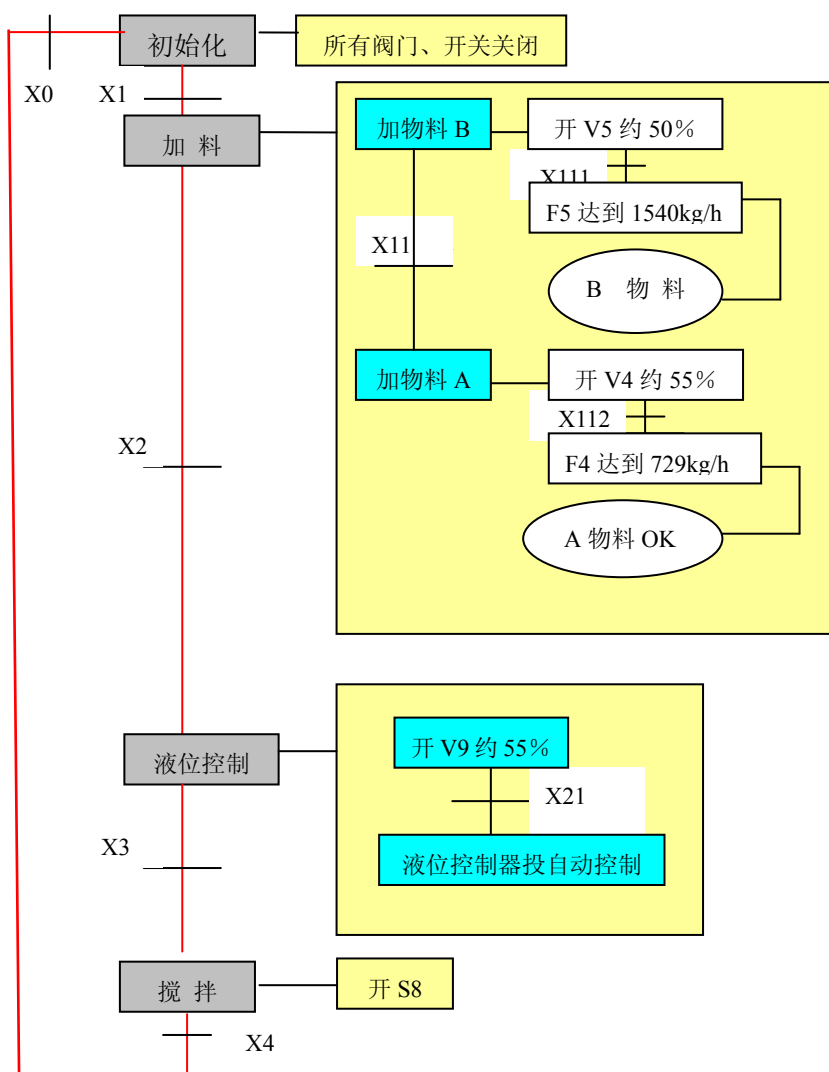 初始化
所有阀门、开关关闭
X0
X1
加 料
加物料 B
开 V5 约 50%
X111
F5 达到 1540kg/h
X11
B 物 料
加物料 A
开 V4 约 55%
X112
F4 达到 729kg/h
X2
A 物料 OK
液位控制
开 V9 约 55%
X21
X3
液位控制器投自动控制
搅 拌
开 S8
X4